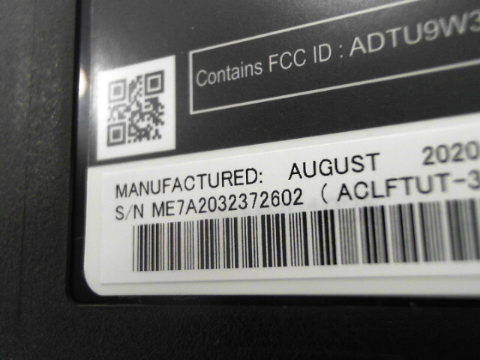 Contains FCC ID : ADTU9W3
MANUFACTURED: AUGUST 2020
S/N ME7A2032372602 ( ACLFTUT-3